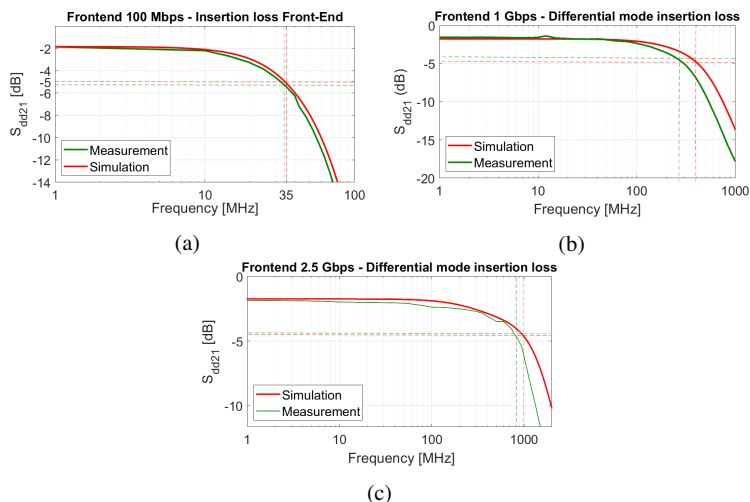 Frontend 100 Mbps - Insertion loss Front-End
S_dd21 [dB]
-2
-5
-6
-8
-10
-12
-14
Measurement
Simulation
1
10
35
100
Frequency [MHz]
(a)
Frontend 1 Gbps - Differential mode insertion loss
S_dd21 (dB)
0
-5
-10
-15
-20
Simulation
Measurement
1
10
100
1000
Frequency [MHz]
(b)
Frontend 2.5 Gbps - Differential mode insertion loss
S_dd21 [dB]
0
-5
-10
Simulation
Measurement
1
10
100
1000
Frequency [MHz]
(c)